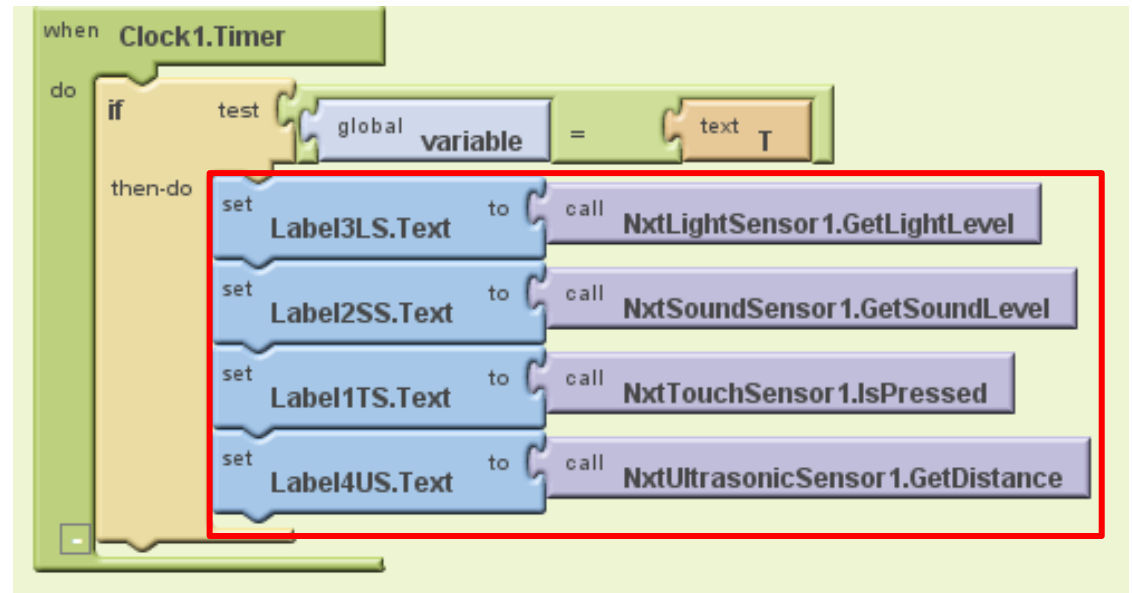 when Clock1.Timer
do if test global variable = text T
then-do set Label3LS.Text to call NxtLightSensor1.GetLightLevel
set Label2SS.Text to call NxtSoundSensor1.GetSoundLevel
set Label1TS.Text to call NxtTouchSensor1.IsPressed
set Label4US.Text to call NxtUltrasonicSensor1.GetDistance
-